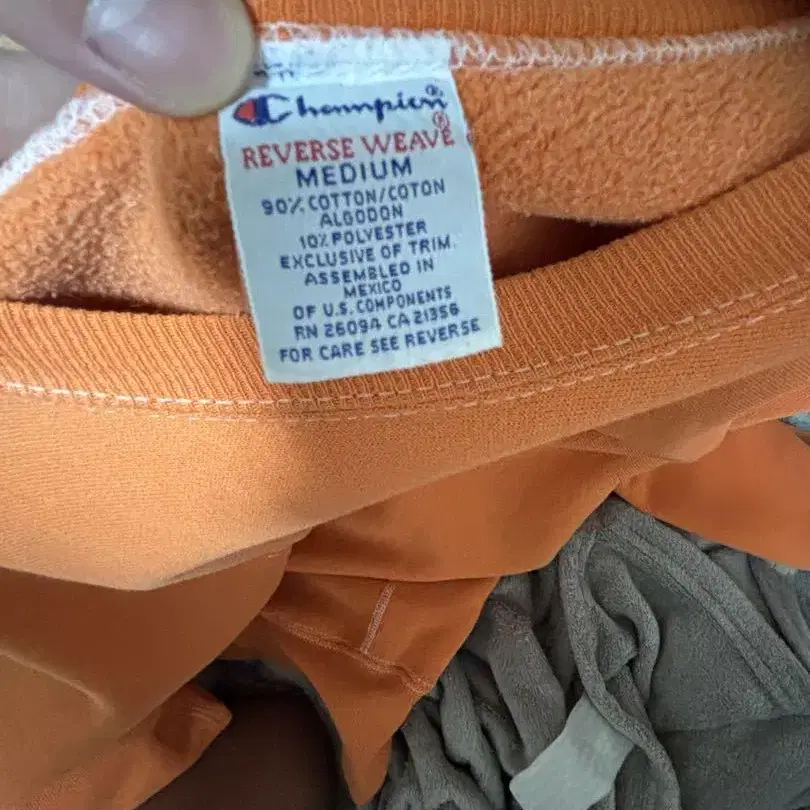 Champion®
REVERSE WEAVE®
MEDIUM
90% COTTON/COTON
ALGODON
10% POLYESTER
EXCLUSIVE OF TRIM.
ASSEMBLED IN
MEXICO
OF U.S. COMPONENTS
RN 26094 CA 21356
FOR CARE SEE REVERSE